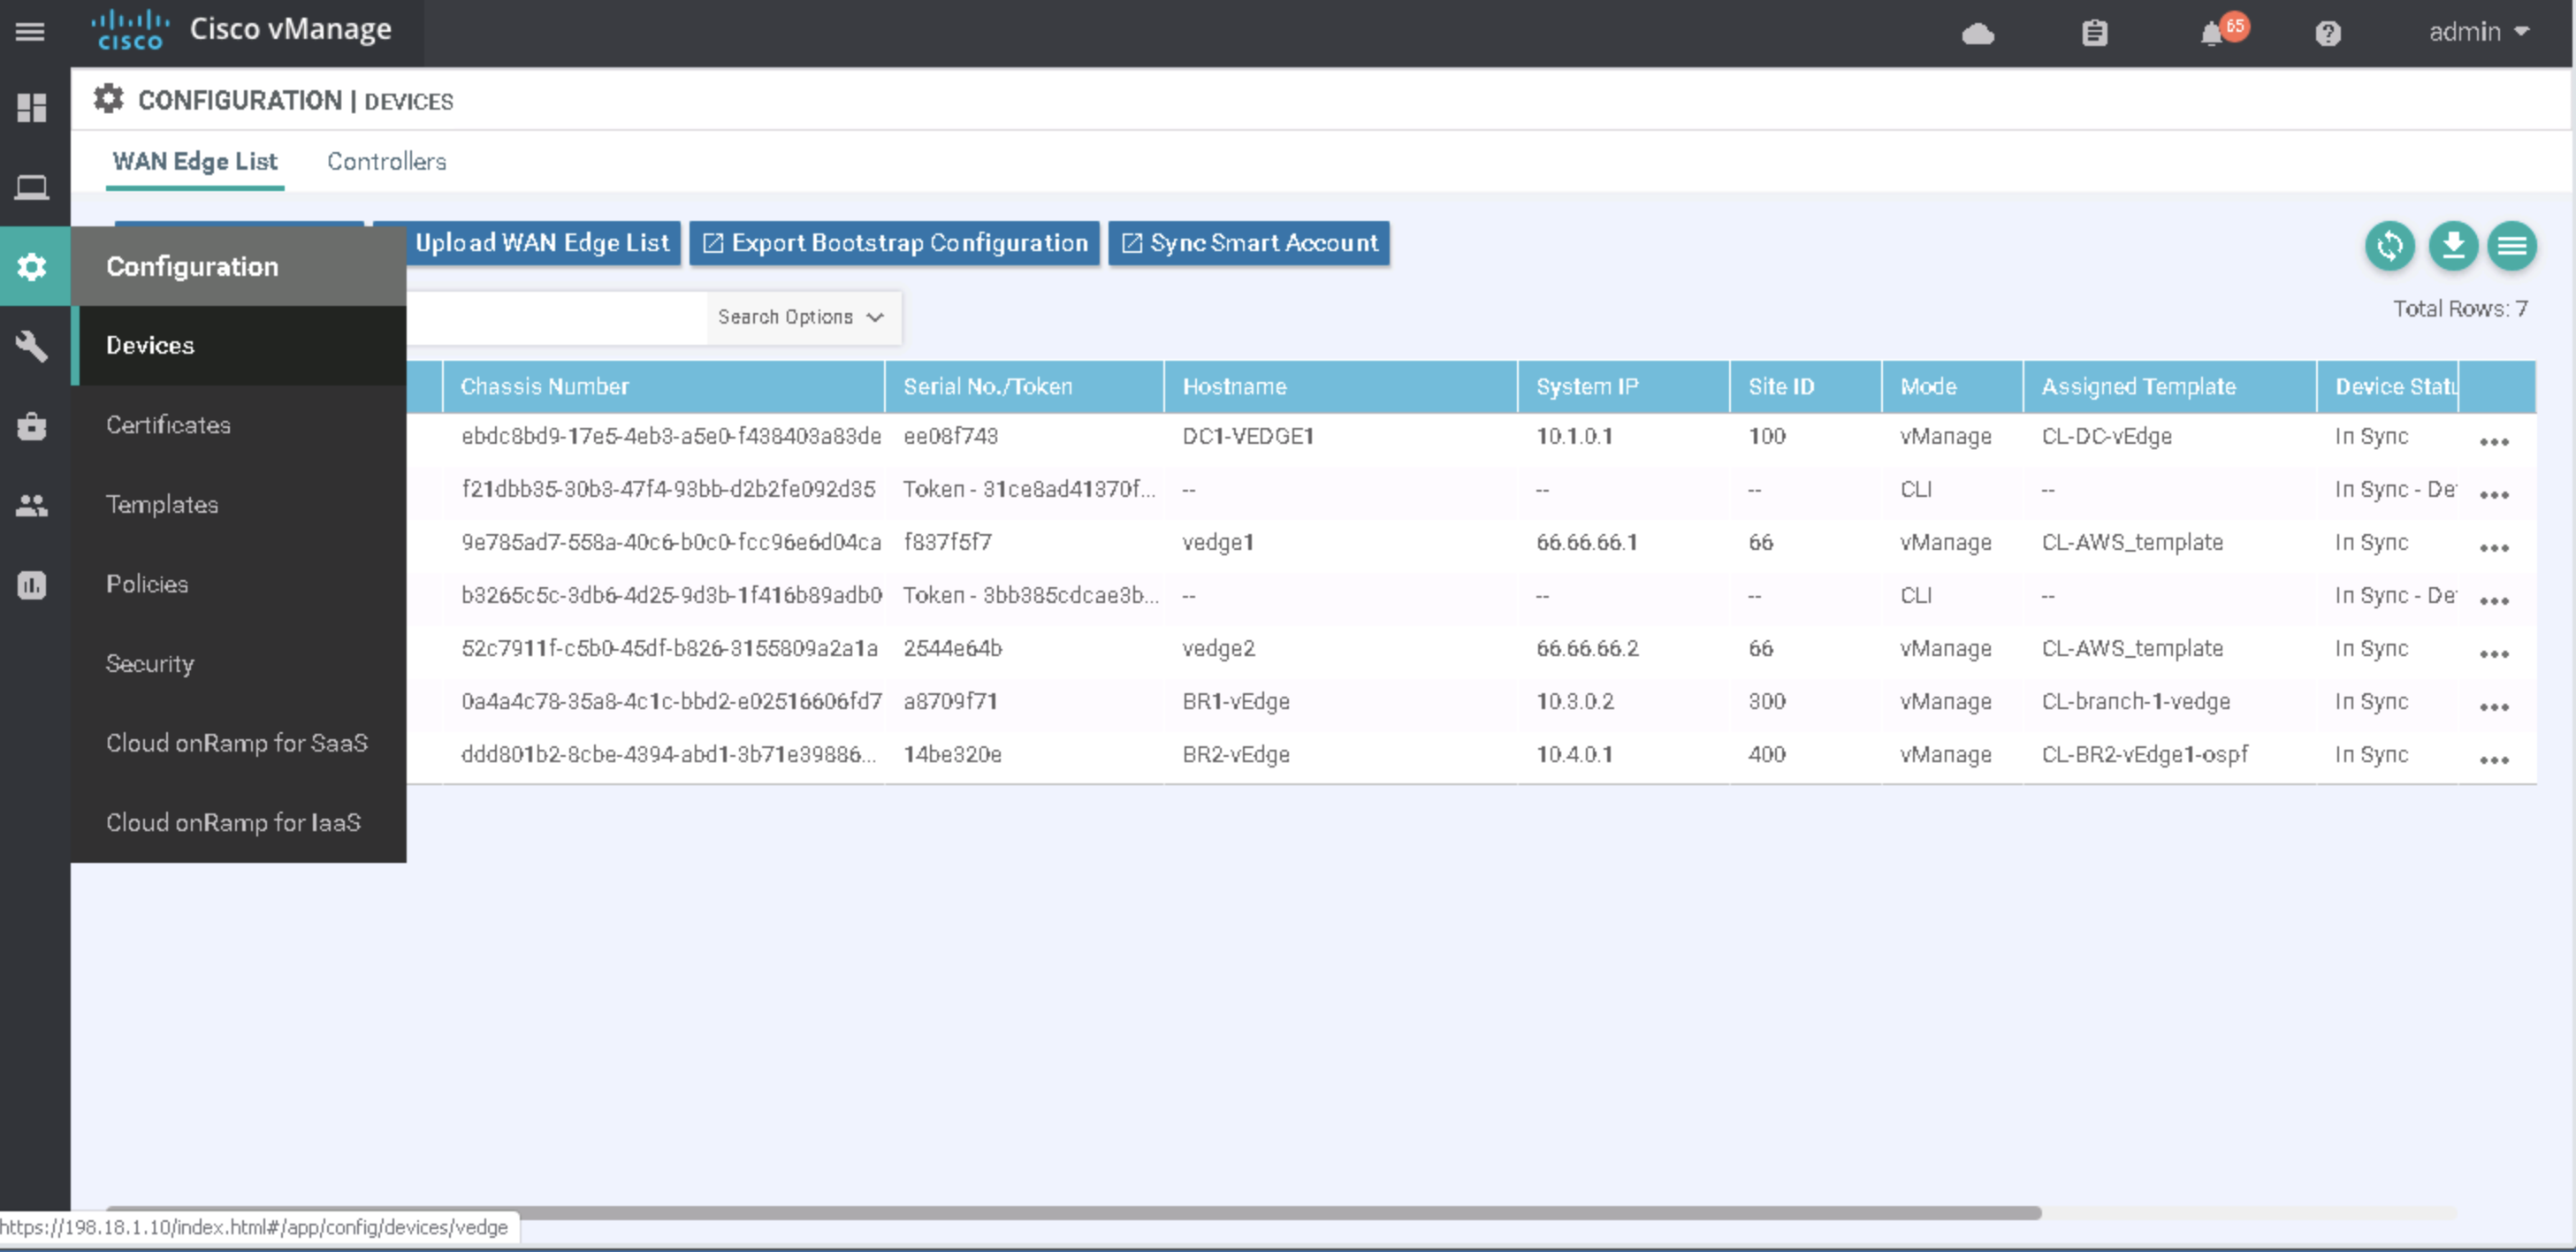 CISCO Cisco vManage 65 admin
CONFIGURATION | DEVICES
WAN Edge List Controllers
Upload WAN Edge List Export Bootstrap Configuration Sync Smart Account
Configuration
Search Options Total Rows: 7
Devices
Certificates
Templates
Policies
Security
Cloud onRamp for SaaS
Cloud onRamp for IaaS
Chassis Number Serial No./Token Hostname System IP Site ID Mode Assigned Template Device Statu
ebdc8bd9-17e5-4eb3-a5e0-f438403a83de ee08f743 DC1-VEDGE1 10.1.0.1 100 vManage CL-DC-vEdge In Sync
f21dbb35-30b3-47f4-93bb-d2b2fe092d35 Token - 31ce8ad41370f... -- -- -- CLI -- In Sync - De
9e785ad7-558a-40c6-b0c0-fcc96e6d04ca f837f5f7 vedge1 66.66.66.1 66 vManage CL-AWS_template In Sync
b3265c5c-3db6-4d25-9d3b-1f416b89adb0 Token - 3bb385cdcae3b... -- -- -- CLI -- In Sync - De
52c7911f-c5b0-45df-b826-3155809a2a1a 2544e64b vedge2 66.66.66.2 66 vManage CL-AWS_template In Sync
0a4a4c78-35a8-4c1c-bbd2-e02516606fd7 a8709f71 BR1-vEdge 10.3.0.2 300 vManage CL-branch-1-vedge In Sync
ddd801b2-8cbe-4394-abd1-3b71e39886... 14be320e BR2-vEdge 10.4.0.1 400 vManage CL-BR2-vEdge1-ospf In Sync
https://198.18.1.10/index.html#/app/config/devices/vedge